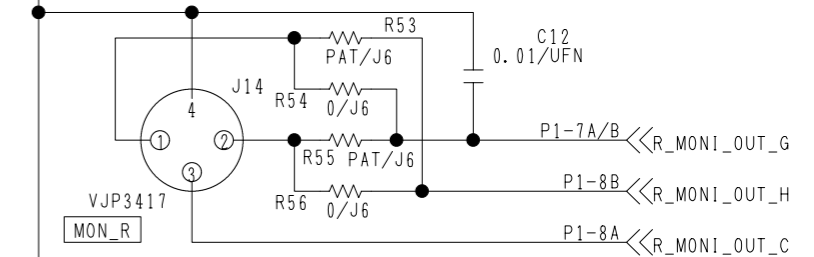 R53
C12
PAT/J6
0.01/UFN
J14
R54
0/J6
4
1
2
P1-7A/B
R_MONI_OUT_G
R55
PAT/J6
3
P1-8B
R_MONI_OUT_H
VJP3417
R56
0/J6
MON_R
P1-8A
R_MONI_OUT_C